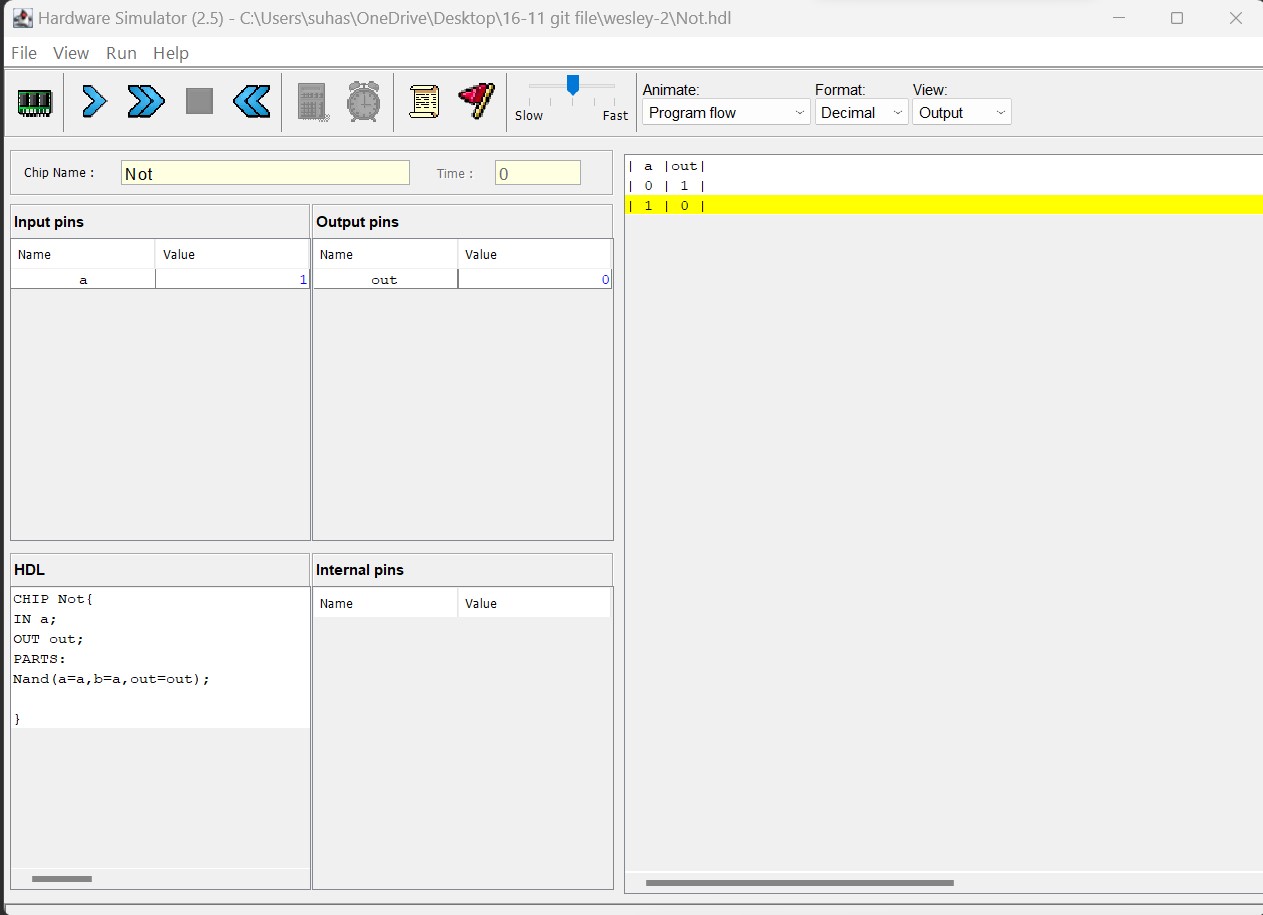 Hardware Simulator (2.5) - C:\Users\suhas\OneDrive\Desktop\16-11 git file\wesley-2\Not.hdl
File View Run Help
Slow Fast
Animate: Format: View:
Program flow Decimal Output
Chip Name : Not Time : 0
Input pins
Name Value
a 1
Output pins
Name Value
out 0
HDL
CHIP Not{
IN a;
OUT out;
PARTS:
Nand(a=a,b=a,out=out);
}
Internal pins
Name Value
| a |out|
| 0 | 1 |
| 1 | 0 |